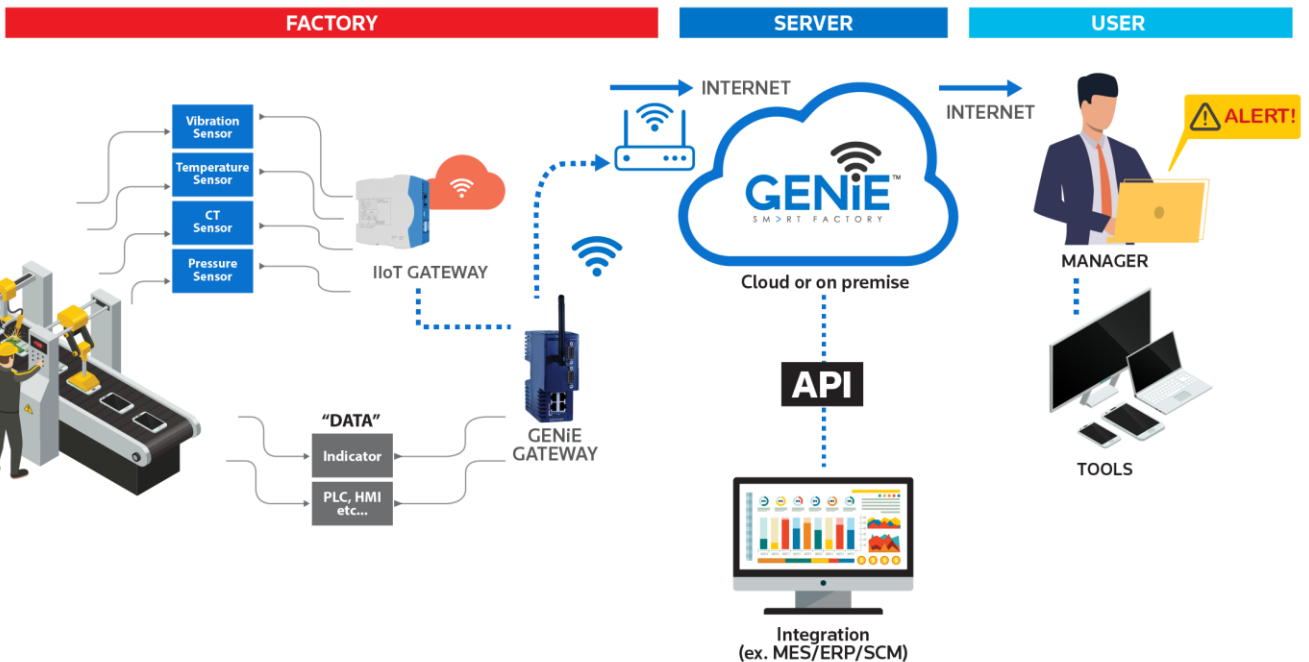 FACTORY
SERVER
USER
INTERNET
INTERNET
ALERT!
Vibration
Sensor
Temperature
Sensor
CT
Sensor
Pressure
Sensor
IIoT GATEWAY
GENiE™
SM>RT FACTORY
Cloud or on premise
MANAGER
API
"DATA"
Indicator
PLC, HMI
etc...
GENiE
GATEWAY
TOOLS
Integration
(ex. MES/ERP/SCM)